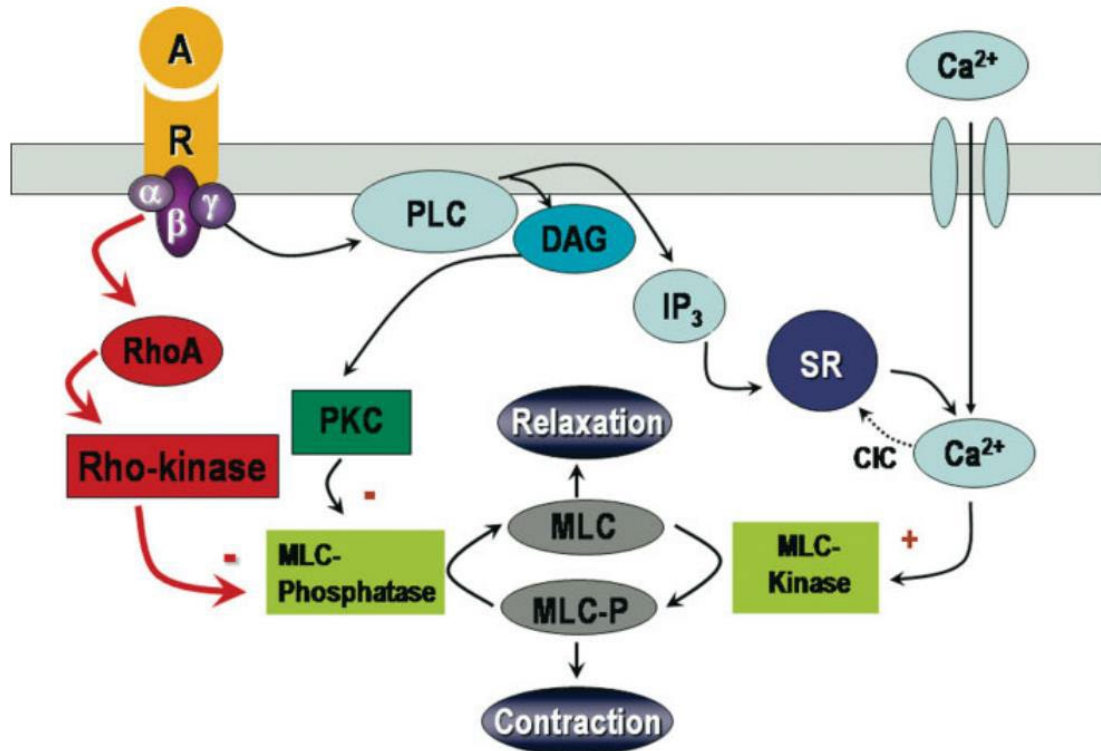 A
R
α
β
γ
Ca²⁺
PLC
DAG
IP₃
RhoA
SR
PKC
Relaxation
Rho-kinase
CIC
Ca²⁺
-
MLC
+
-
MLC-
Phosphatase
MLC-
Kinase
MLC-P
Contraction